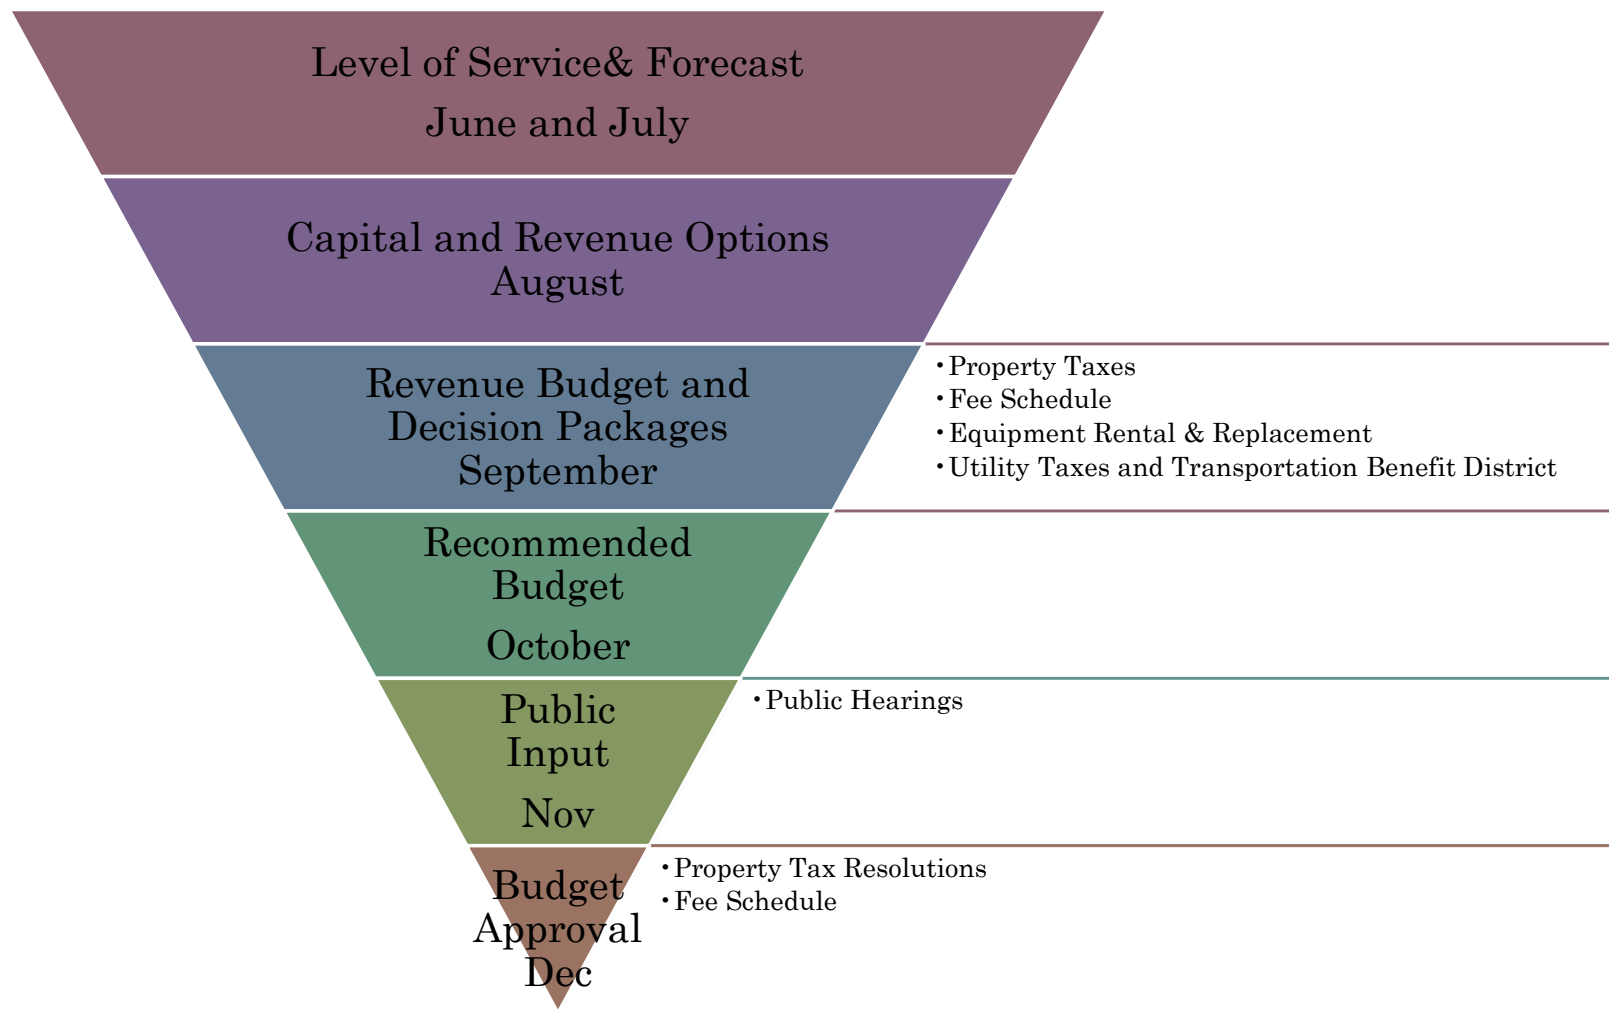 Level of Service& Forecast
June and July
Capital and Revenue Options
August
Revenue Budget and
Decision Packages
September
• Property Taxes
• Fee Schedule
• Equipment Rental & Replacement
• Utility Taxes and Transportation Benefit District
Recommended
Budget
October
Public
Input
Nov
• Public Hearings
Budget
Approval
Dec
• Property Tax Resolutions
• Fee Schedule